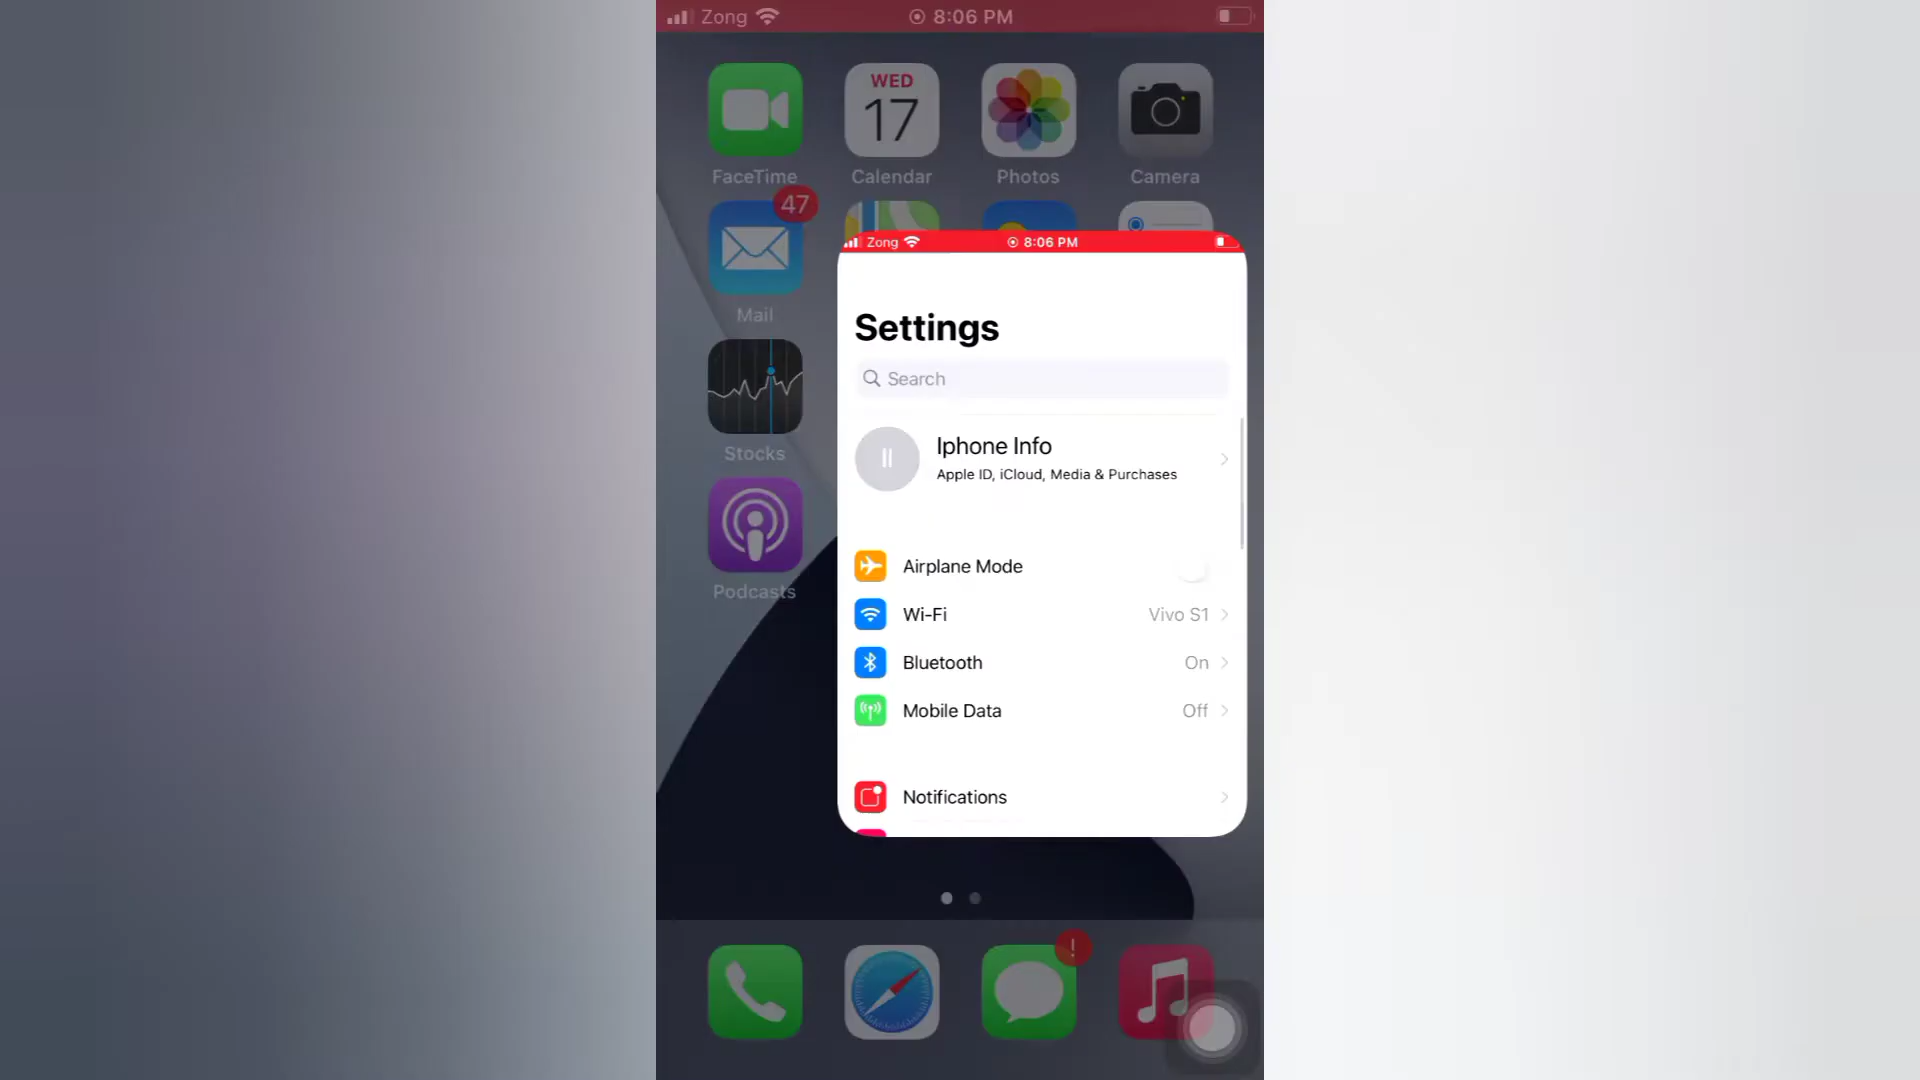 Zong 8:06 PM
WED
17
FaceTime Calendar Photos Camera
47
Mail
Stocks
Podcasts
Zong 8:06 PM
Settings
Search
II
Iphone Info
Apple ID, iCloud, Media & Purchases
Airplane Mode
Wi-Fi Vivo S1
Bluetooth On
Mobile Data Off
Notifications
!